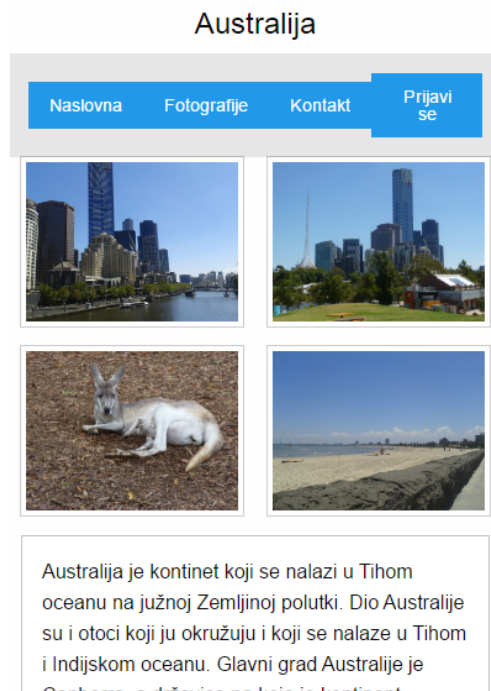 Australija
Naslovna Fotografije Kontakt Prijavi
se
Australija je kontinet koji se nalazi u Tihom
oceanu na južnoj Zemljinoj polutki. Dio Australije
su i otoci koji ju okružuju i koji se nalaze u Tihom
i Indijskom oceanu. Glavni grad Australije je